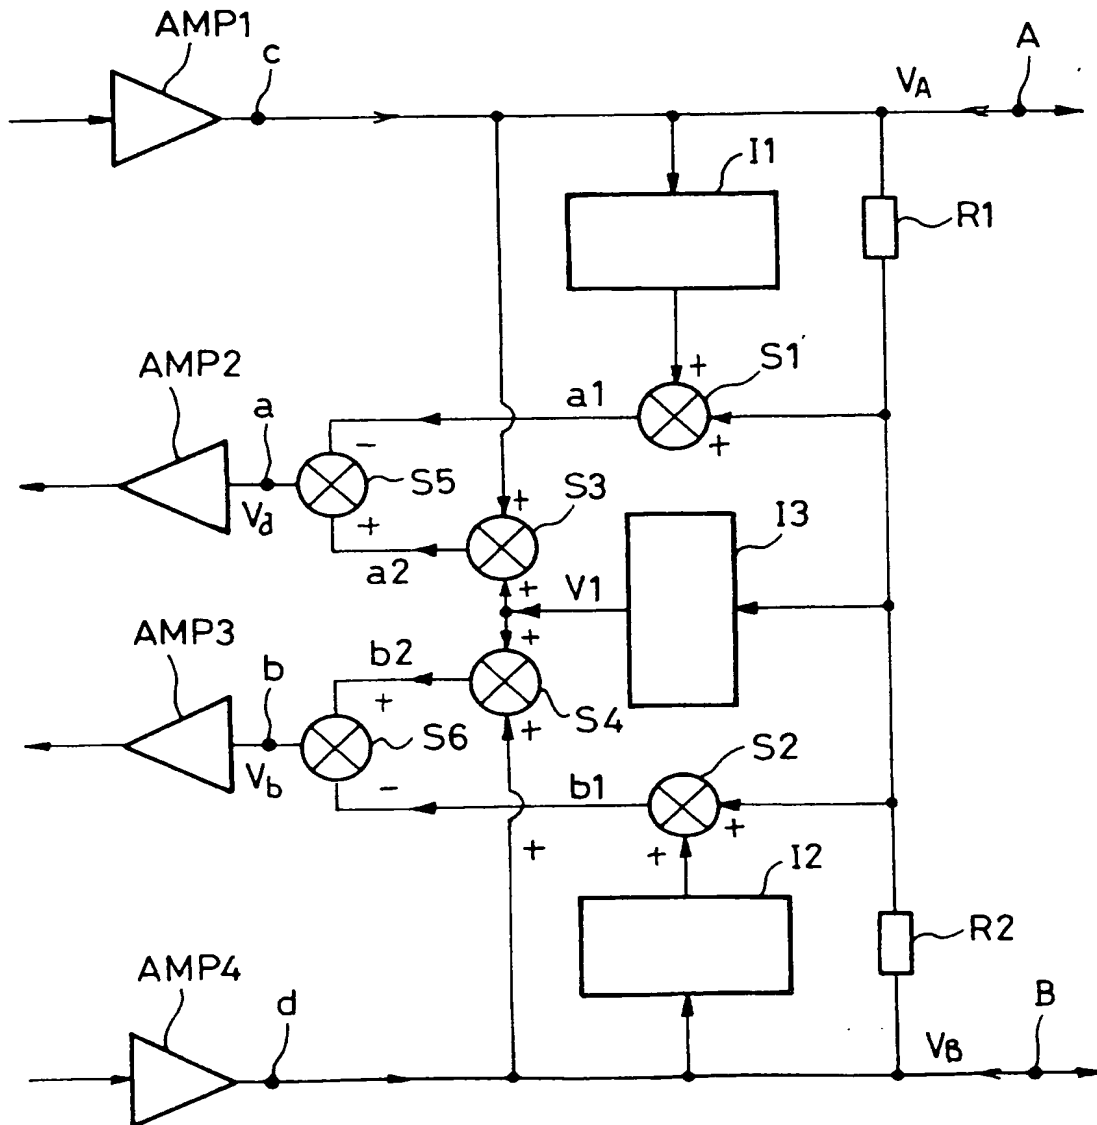 AMP1
c
A
VA
I1
R1
+
S1
AMP2
a
a1
+
-
S5
+
S3
I3
Va
+
a2
+
V1
AMP3
+
b
b2
+
S4
+
S6
S2
Vb
-
b1
+
+
+
I2
R2
AMP4
d
B
VB